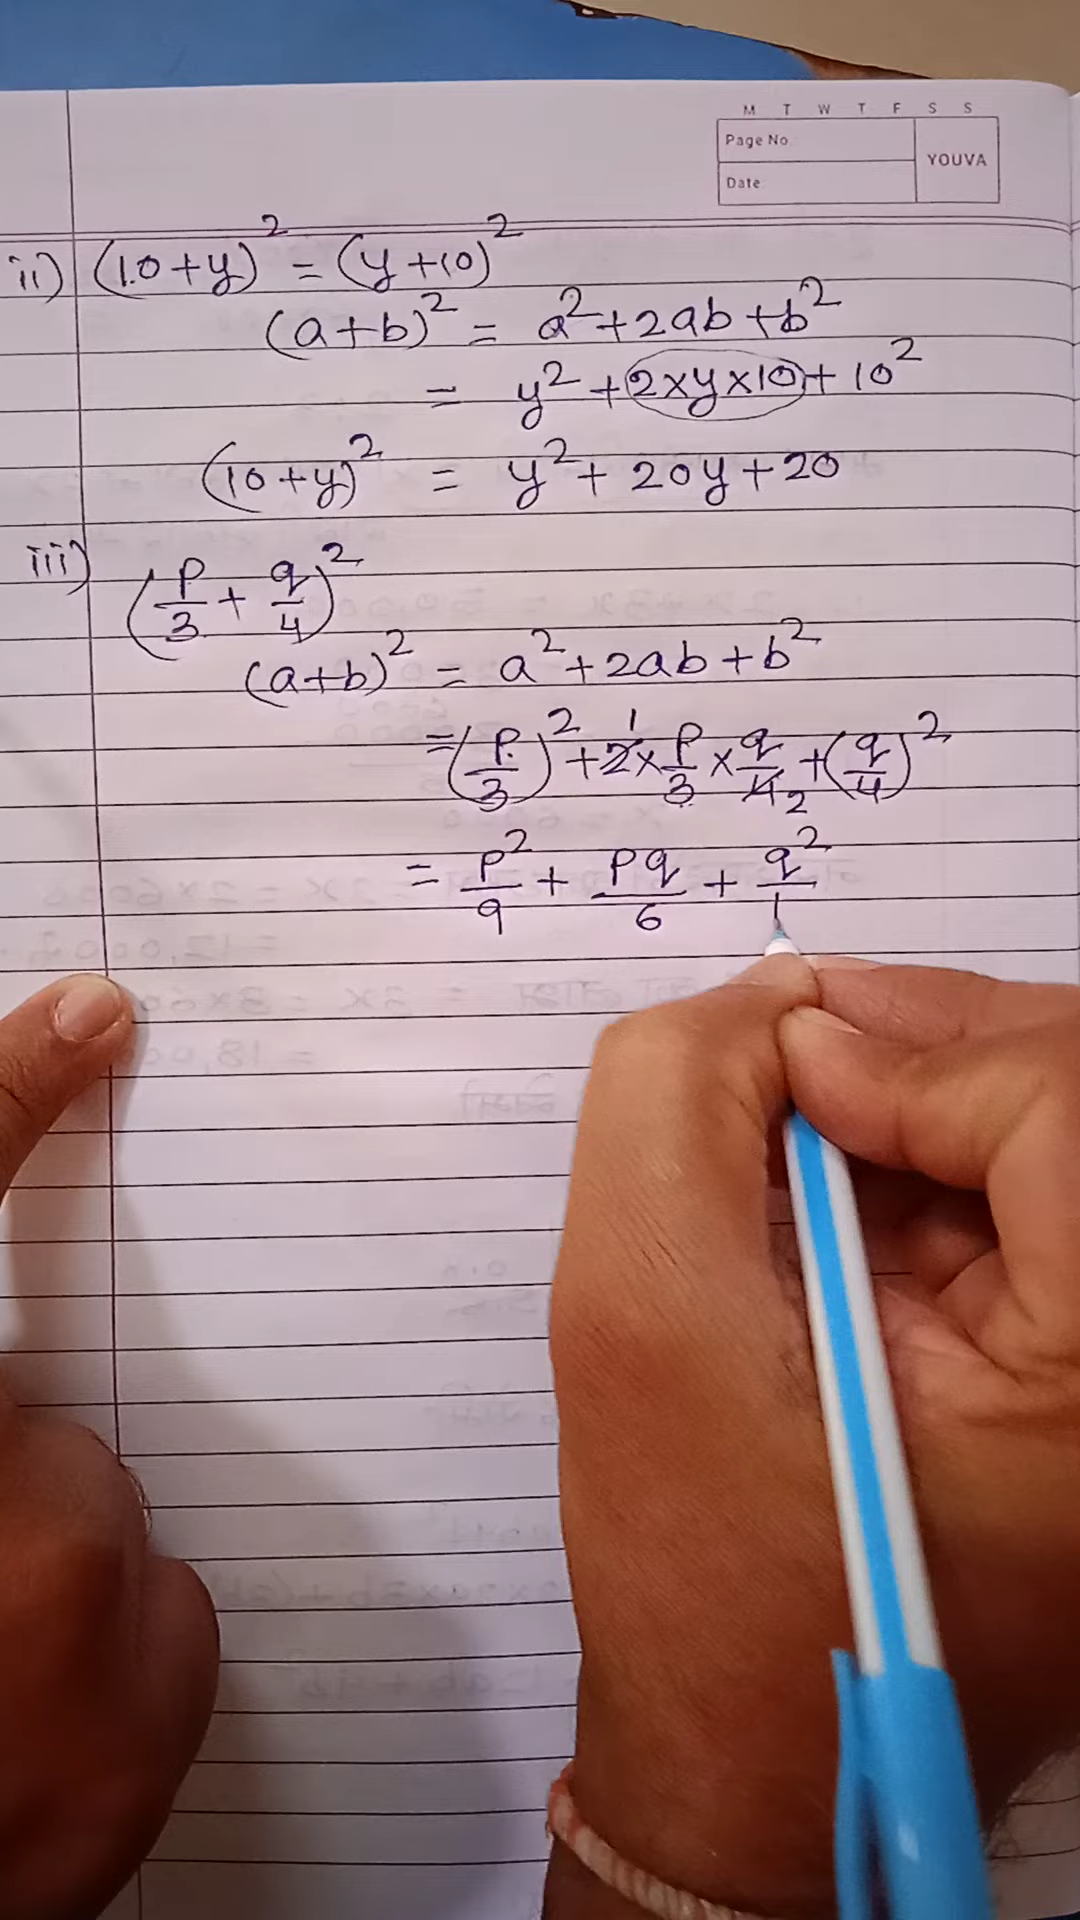 M T W T F S S
Page No.
YOUVA
Date:
ii) (10+y)² = (y+10)²
(a+b)² = a²+2ab+b²
= y²+2×y×10+10²
(10+y)² = y²+20y+20
iii) (p/3 + q/4)²
(a+b)² = a²+2ab+b²
= (p/3)²+2̸ 1×p/3×q/4̸ 2+(q/4)²
= p²/9 + pq/6 + q²/1